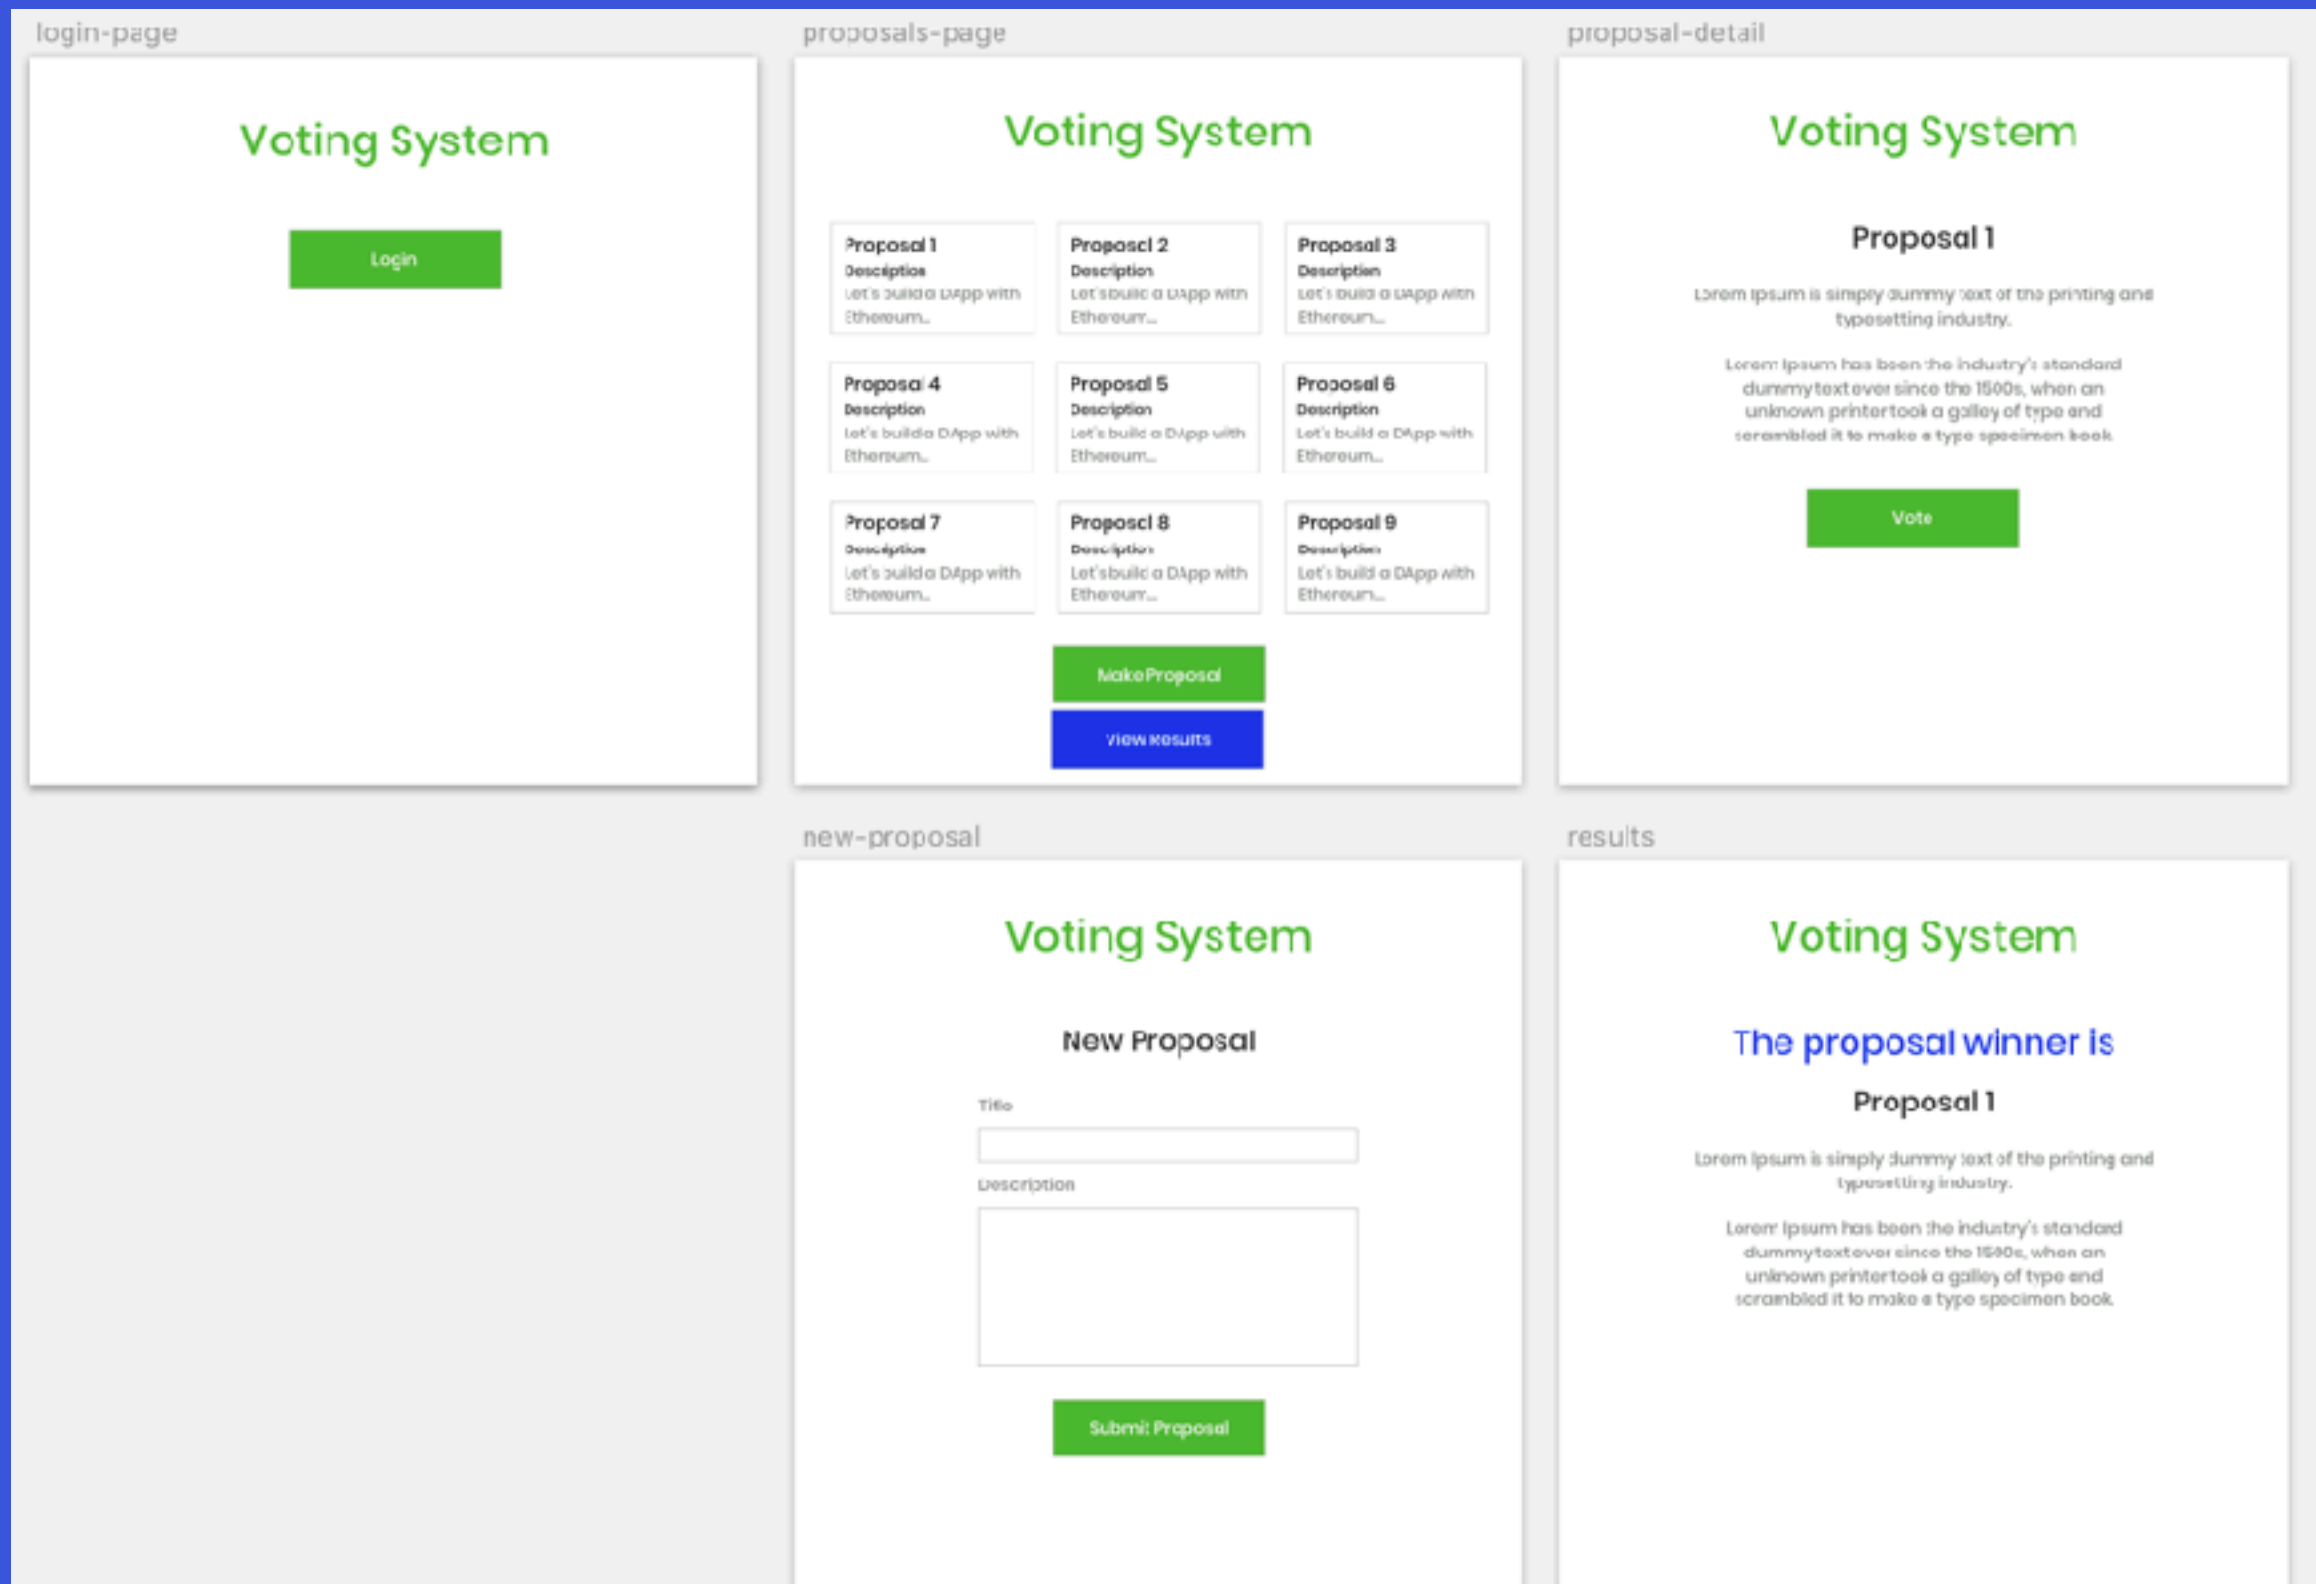 login-page
Voting System
Login
proposals-page
Voting System
Proposal 1
Description
Let's build a DApp with
Ethereum...
Proposal 2
Description
Let's build a DApp with
Ethereum...
Proposal 3
Description
Let's build a DApp with
Ethereum...
Proposal 4
Description
Let's build a DApp with
Ethereum...
Proposal 5
Description
Let's build a DApp with
Ethereum...
Proposal 6
Description
Let's build a DApp with
Ethereum...
Proposal 7
Description
Let's build a DApp with
Ethereum...
Proposal 8
Description
Let's build a DApp with
Ethereum...
Proposal 9
Description
Let's build a DApp with
Ethereum...
Make Proposal
View Results
proposal-detail
Voting System
Proposal 1
Lorem Ipsum is simply dummy text of the printing and
typesetting industry.
Lorem Ipsum has been the industry's standard
dummy text ever since the 1500s, when an
unknown printer took a galley of type and
scrambled it to make a type specimen book.
Vote
new-proposal
Voting System
New Proposal
Title
Description
Submit Proposal
results
Voting System
The proposal winner is
Proposal 1
Lorem Ipsum is simply dummy text of the printing and
typesetting industry.
Lorem Ipsum has been the industry's standard
dummy text ever since the 1500s, when an
unknown printer took a galley of type and
scrambled it to make a type specimen book.